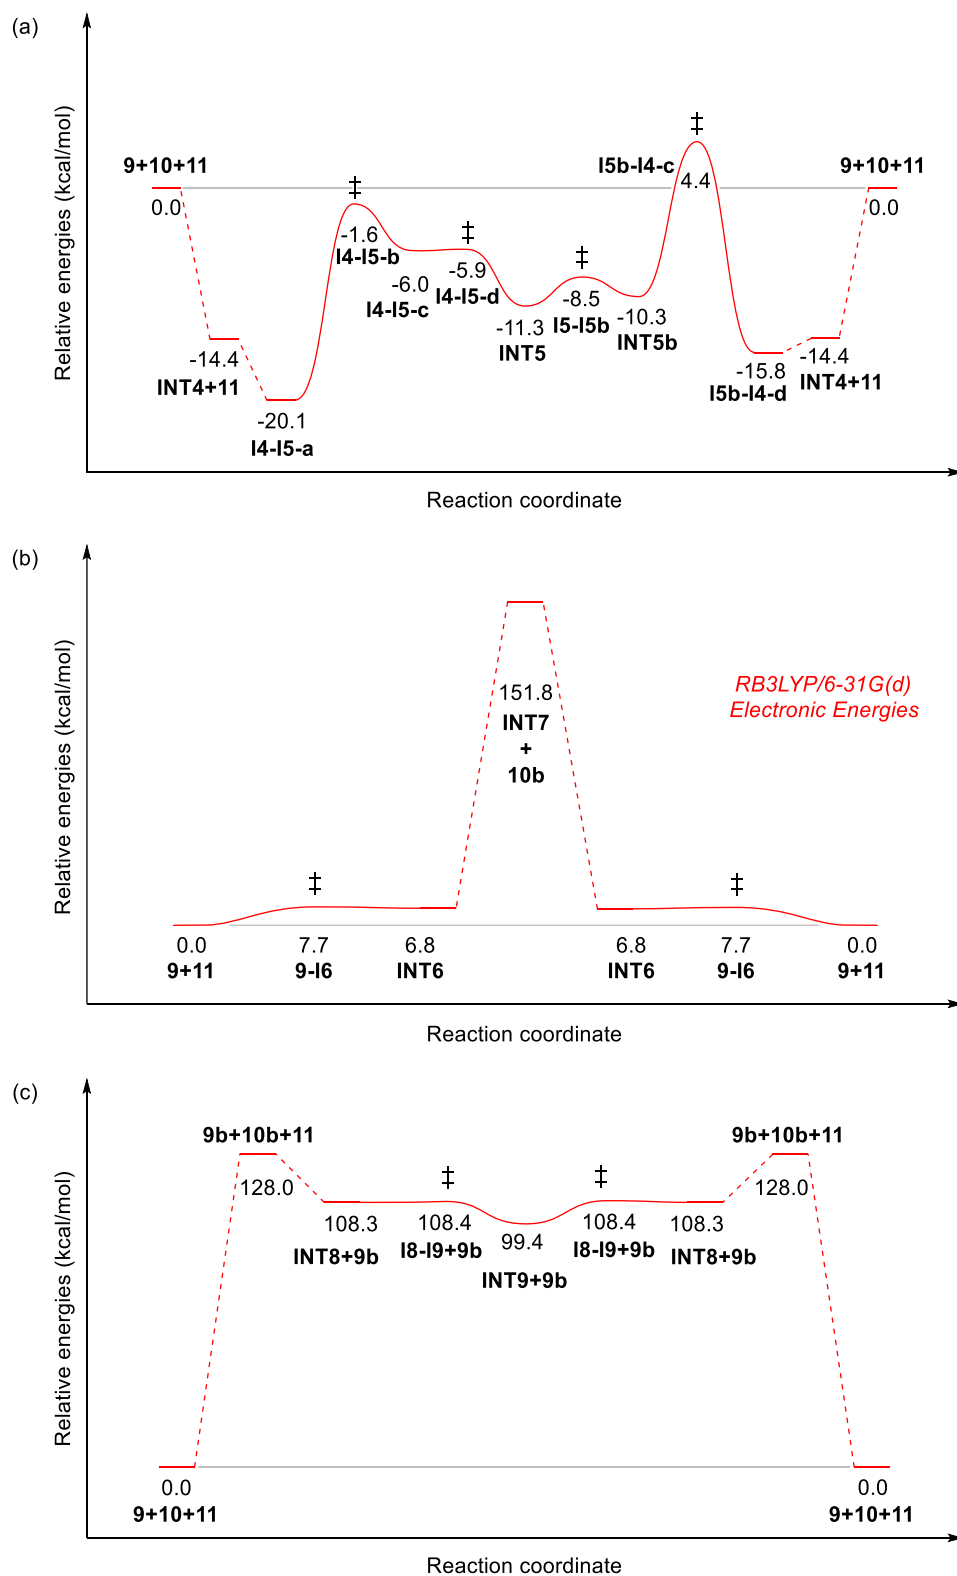 (a)
Relative energies (kcal/mol)
9+10+11
0.0
-14.4
INT4+11
-20.1
I4-I5-a
‡
-1.6
I4-I5-b
-6.0
I4-I5-c
‡
-5.9
I4-I5-d
-11.3
INT5
‡
-8.5
I5-I5b
-10.3
INT5b
‡
I5b-I4-c
4.4
-15.8
I5b-I4-d
-14.4
INT4+11
9+10+11
0.0
Reaction coordinate
(b)
Relative energies (kcal/mol)
RB3LYP/6-31G(d)
Electronic Energies
0.0
9+11
‡
7.7
9-I6
6.8
INT6
151.8
INT7
+
10b
6.8
INT6
‡
7.7
9-I6
0.0
9+11
Reaction coordinate
(c)
Relative energies (kcal/mol)
0.0
9+10+11
9b+10b+11
128.0
108.3
INT8+9b
‡
108.4
I8-I9+9b
99.4
INT9+9b
‡
108.4
I8-I9+9b
108.3
INT8+9b
9b+10b+11
128.0
0.0
9+10+11
Reaction coordinate